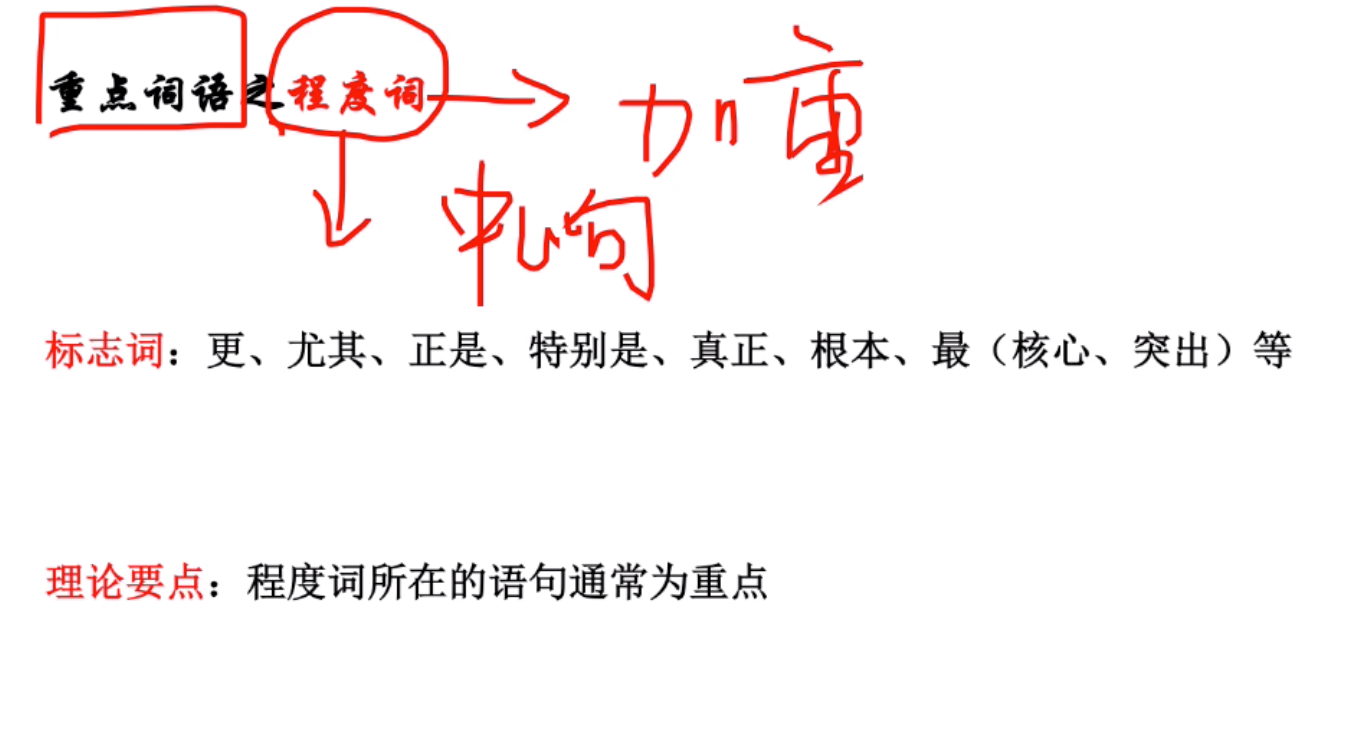 重点词语之程度词
加重
中心句
标志词：更、尤其、正是、特别是、真正、根本、最（核心、突出）等
理论要点：程度词所在的语句通常为重点